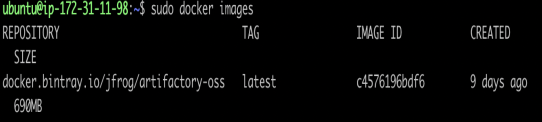 ubuntu@ip-172-31-11-98:~$ sudo docker images
REPOSITORY TAG IMAGE ID CREATED
SIZE
docker.bintray.io/jfrog/artifactory-oss latest c4576196bdf6 9 days ago
690MB